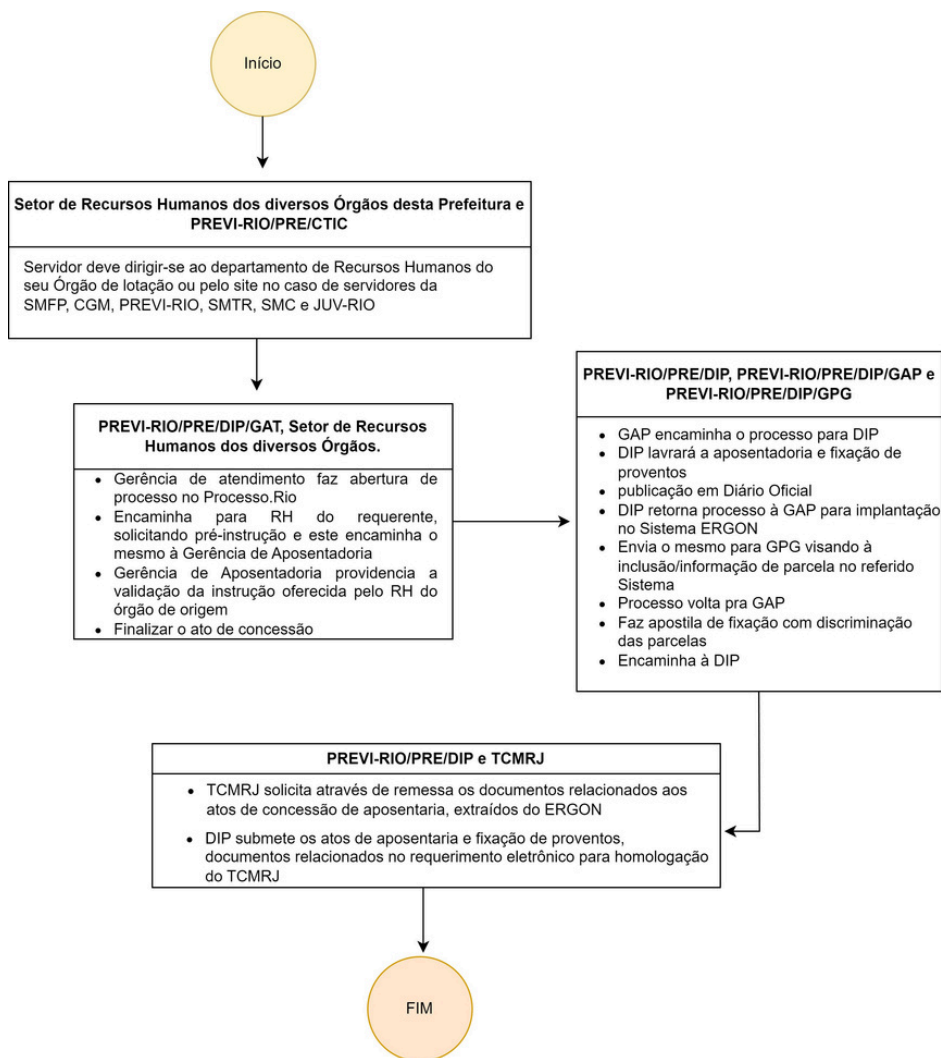 Início
Setor de Recursos Humanos dos diversos Órgãos desta Prefeitura e
PREVI-RIO/PRE/CTIC
Servidor deve dirigir-se ao departamento de Recursos Humanos do
seu Órgão de lotação ou pelo site no caso de servidores da
SMFP, CGM, PREVI-RIO, SMTR, SMC e JUV-RIO
PREVI-RIO/PRE/DIP/GAT, Setor de Recursos
Humanos dos diversos Órgãos.
• Gerência de atendimento faz abertura de
processo no Processo.Rio
• Encaminha para RH do requerente,
solicitando pré-instrução e este encaminha o
mesmo à Gerência de Aposentadoria
• Gerência de Aposentadoria providencia a
validação da instrução oferecida pelo RH do
órgão de origem
• Finalizar o ato de concessão
PREVI-RIO/PRE/DIP, PREVI-RIO/PRE/DIP/GAP e
PREVI-RIO/PRE/DIP/GPG
• GAP encaminha o processo para DIP
• DIP lavrará a aposentadoria e fixação de
proventos
• publicação em Diário Oficial
• DIP retorna processo à GAP para implantação
no Sistema ERGON
• Envia o mesmo para GPG visando à
inclusão/informação de parcela no referido
Sistema
• Processo volta pra GAP
• Faz apostila de fixação com discriminação
das parcelas
• Encaminha à DIP
PREVI-RIO/PRE/DIP e TCMRJ
• TCMRJ solicita através de remessa os documentos relacionados aos
atos de concessão de aposentaria, extraídos do ERGON
• DIP submete os atos de aposentaria e fixação de proventos,
documentos relacionados no requerimento eletrônico para homologação
do TCMRJ
FIM